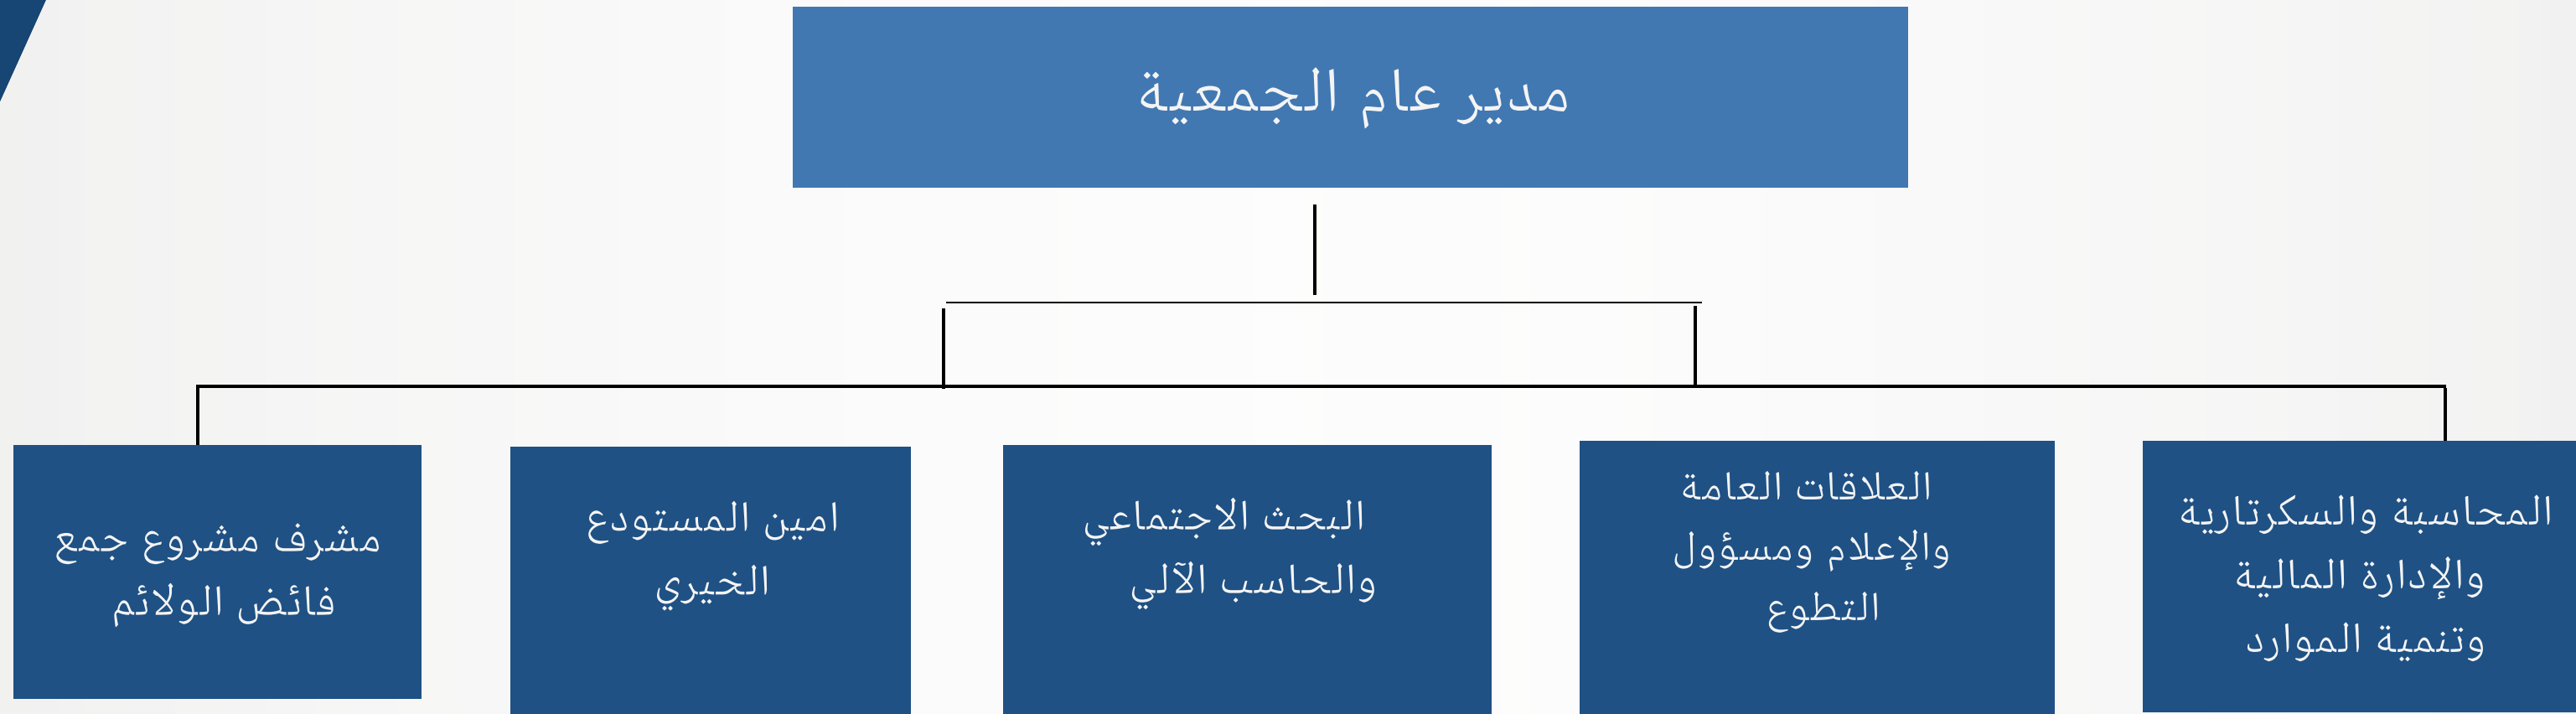 مدير عام الجمعية
المحاسبة والسكرتارية
والإدارة المالية
وتنمية الموارد
العلاقات العامة
والإعلام ومسؤول
التطوع
البحث الاجتماعي
والحاسب الآلي
امين المستودع
الخيري
مشرف مشروع جمع
فائض الولائم